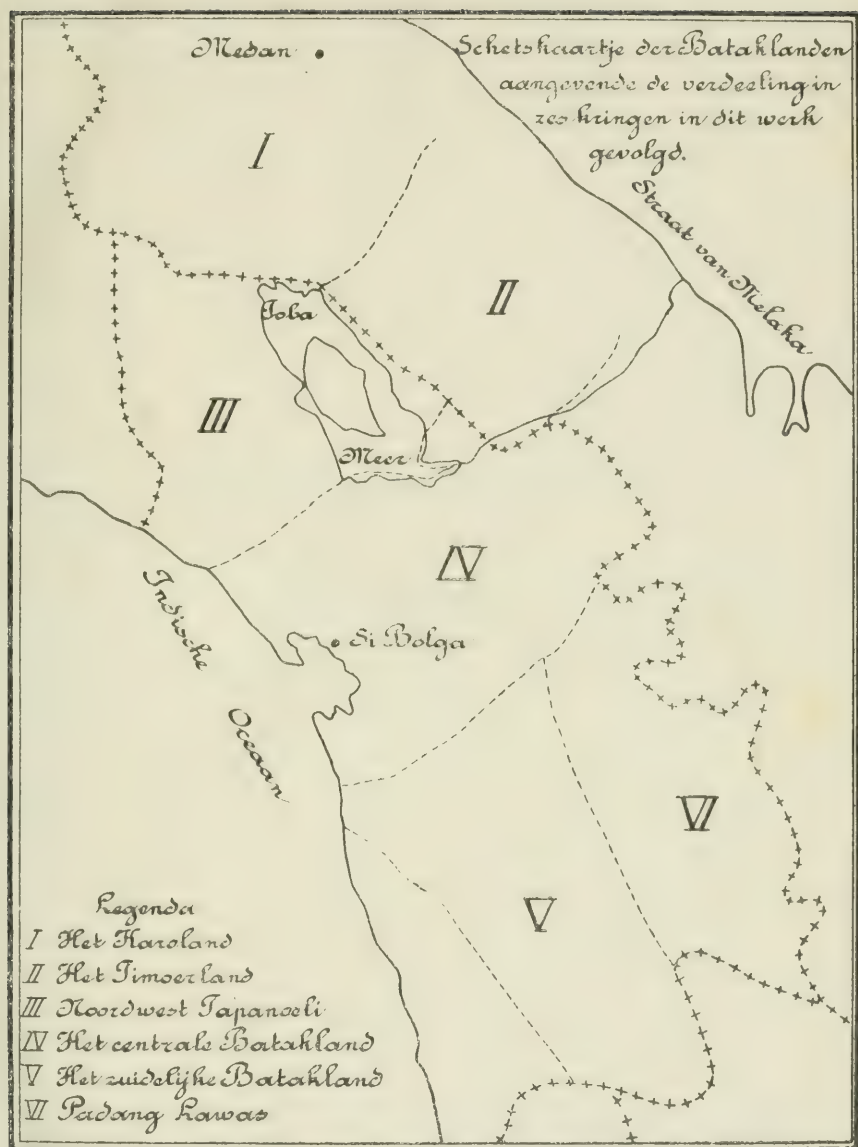 Medan
Schetskaartje der Bataklanden
aangevende de verdeeling in
zes kringen in dit werk
gevolgd.
I
Straat van Melaka
II
Toba
III
Meer
IV
Indische
Oceaan
Si Bolga
VI
V
Legenda
I Het Karoland
II Het Timoerland
III Noordwest Tapanoeli
IV Het centrale Batakland
V Het zuidelijke Batakland
VI Padang Lawas